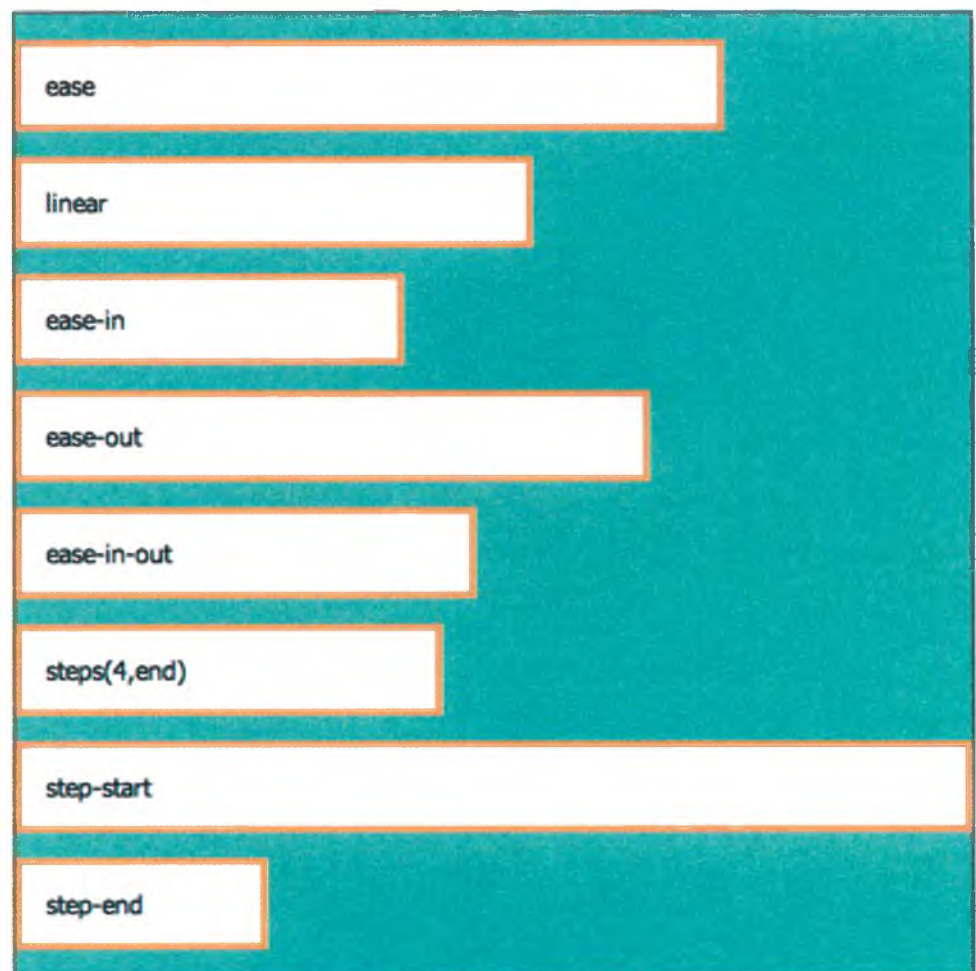 ease
linear
ease-in
ease-out
ease-in-out
steps(4,end)
step-start
step-end